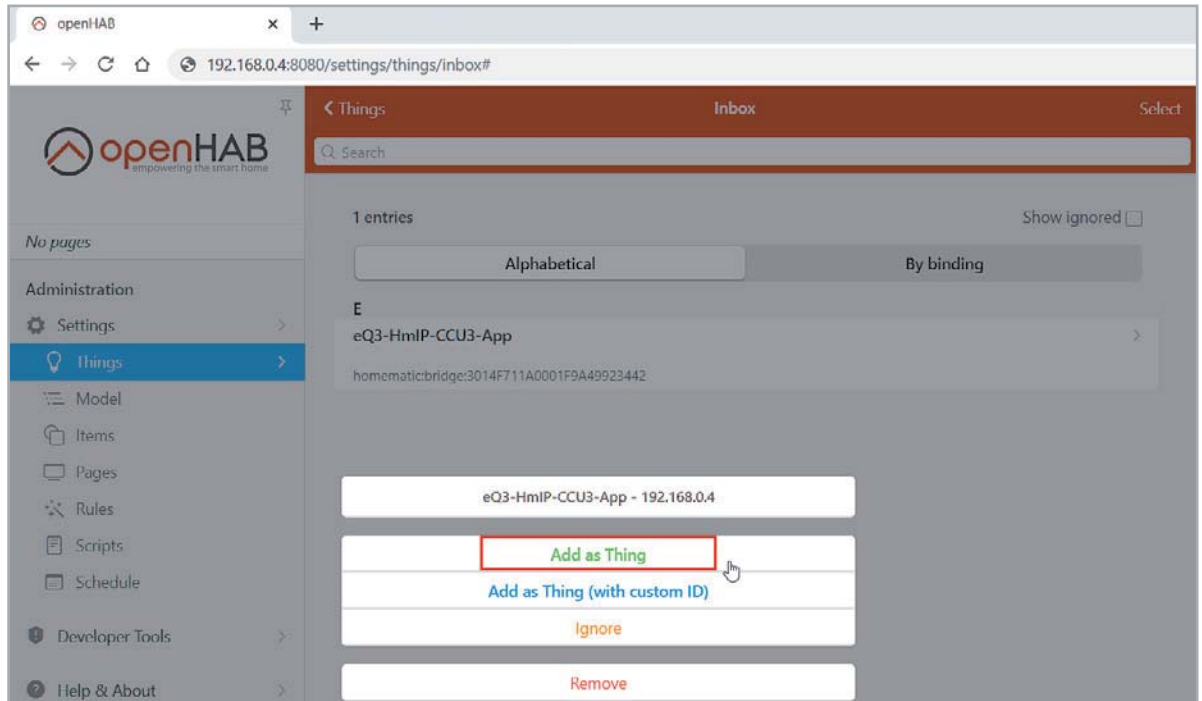 openHAB
192.168.0.4:8080/settings/things/inbox#
openHAB
empowering the smart home
No pages
Administration
Settings
Things
Model
Items
Pages
Rules
Scripts
Schedule
Developer Tools
Help & About
Things
Inbox
Select
Search
1 entries
Show ignored
Alphabetical
By binding
E
eQ3-HmIP-CCU3-App
homematic:bridge:3014F711A0001F9A49923442
eQ3-HmIP-CCU3-App - 192.168.0.4
Add as Thing
Add as Thing (with custom ID)
Ignore
Remove